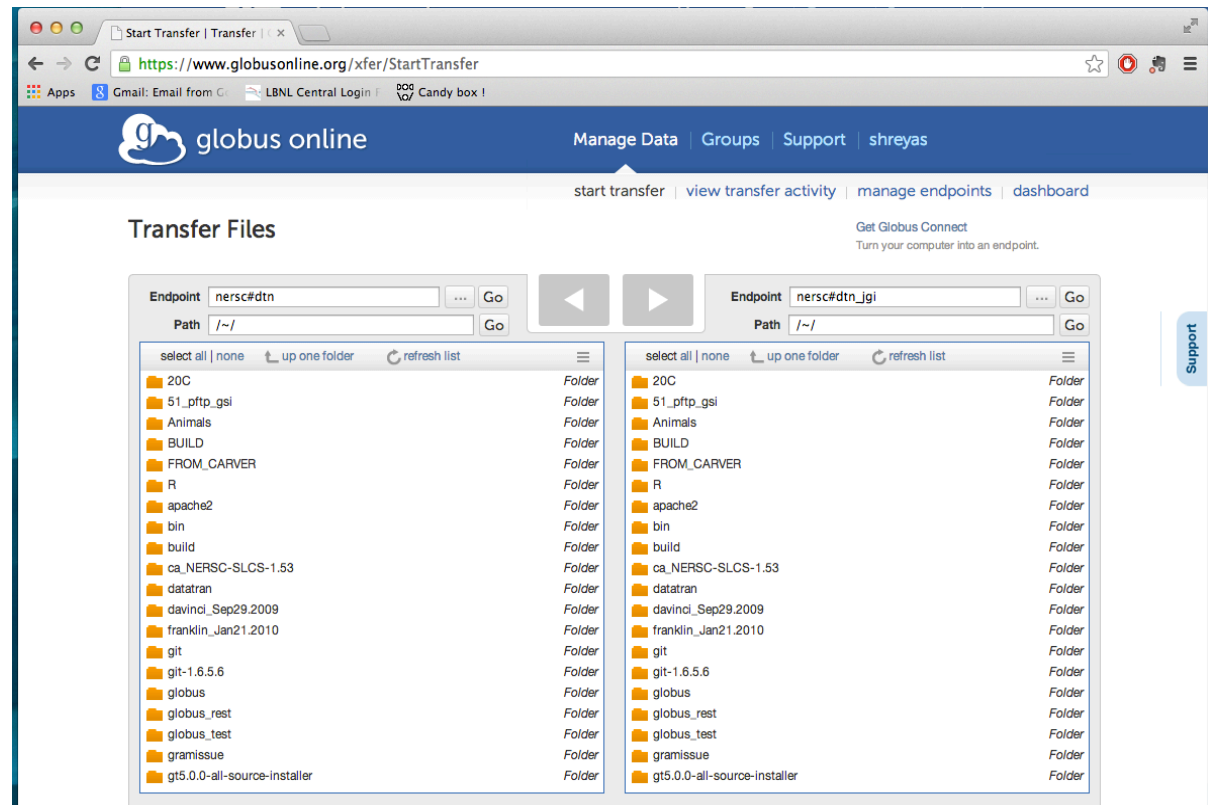 Start Transfer | Transfer |
https://www.globusonline.org/xfer/StartTransfer
Apps Gmail: Email from LBNL Central Login Candy box !
globus online
Manage Data | Groups | Support | shreyas
start transfer | view transfer activity | manage endpoints | dashboard
Transfer Files
Get Globus Connect
Turn your computer into an endpoint.
Endpoint nersc#dtn ... Go
Path /~/ Go
select all | none up one folder refresh list
20C Folder
51_pftp_gsi Folder
Animals Folder
BUILD Folder
FROM_CARVER Folder
R Folder
apache2 Folder
bin Folder
build Folder
ca_NERSC-SLCS-1.53 Folder
datatran Folder
davinci_Sep29.2009 Folder
franklin_Jan21.2010 Folder
git Folder
git-1.6.5.6 Folder
globus Folder
globus_rest Folder
globus_test Folder
gramissue Folder
gt5.0.0-all-source-installer Folder
Endpoint nersc#dtn_jgi ... Go
Path /~/ Go
select all | none up one folder refresh list
20C Folder
51_pftp_gsi Folder
Animals Folder
BUILD Folder
FROM_CARVER Folder
R Folder
apache2 Folder
bin Folder
build Folder
ca_NERSC-SLCS-1.53 Folder
datatran Folder
davinci_Sep29.2009 Folder
franklin_Jan21.2010 Folder
git Folder
git-1.6.5.6 Folder
globus Folder
globus_rest Folder
globus_test Folder
gramissue Folder
gt5.0.0-all-source-installer Folder
Support